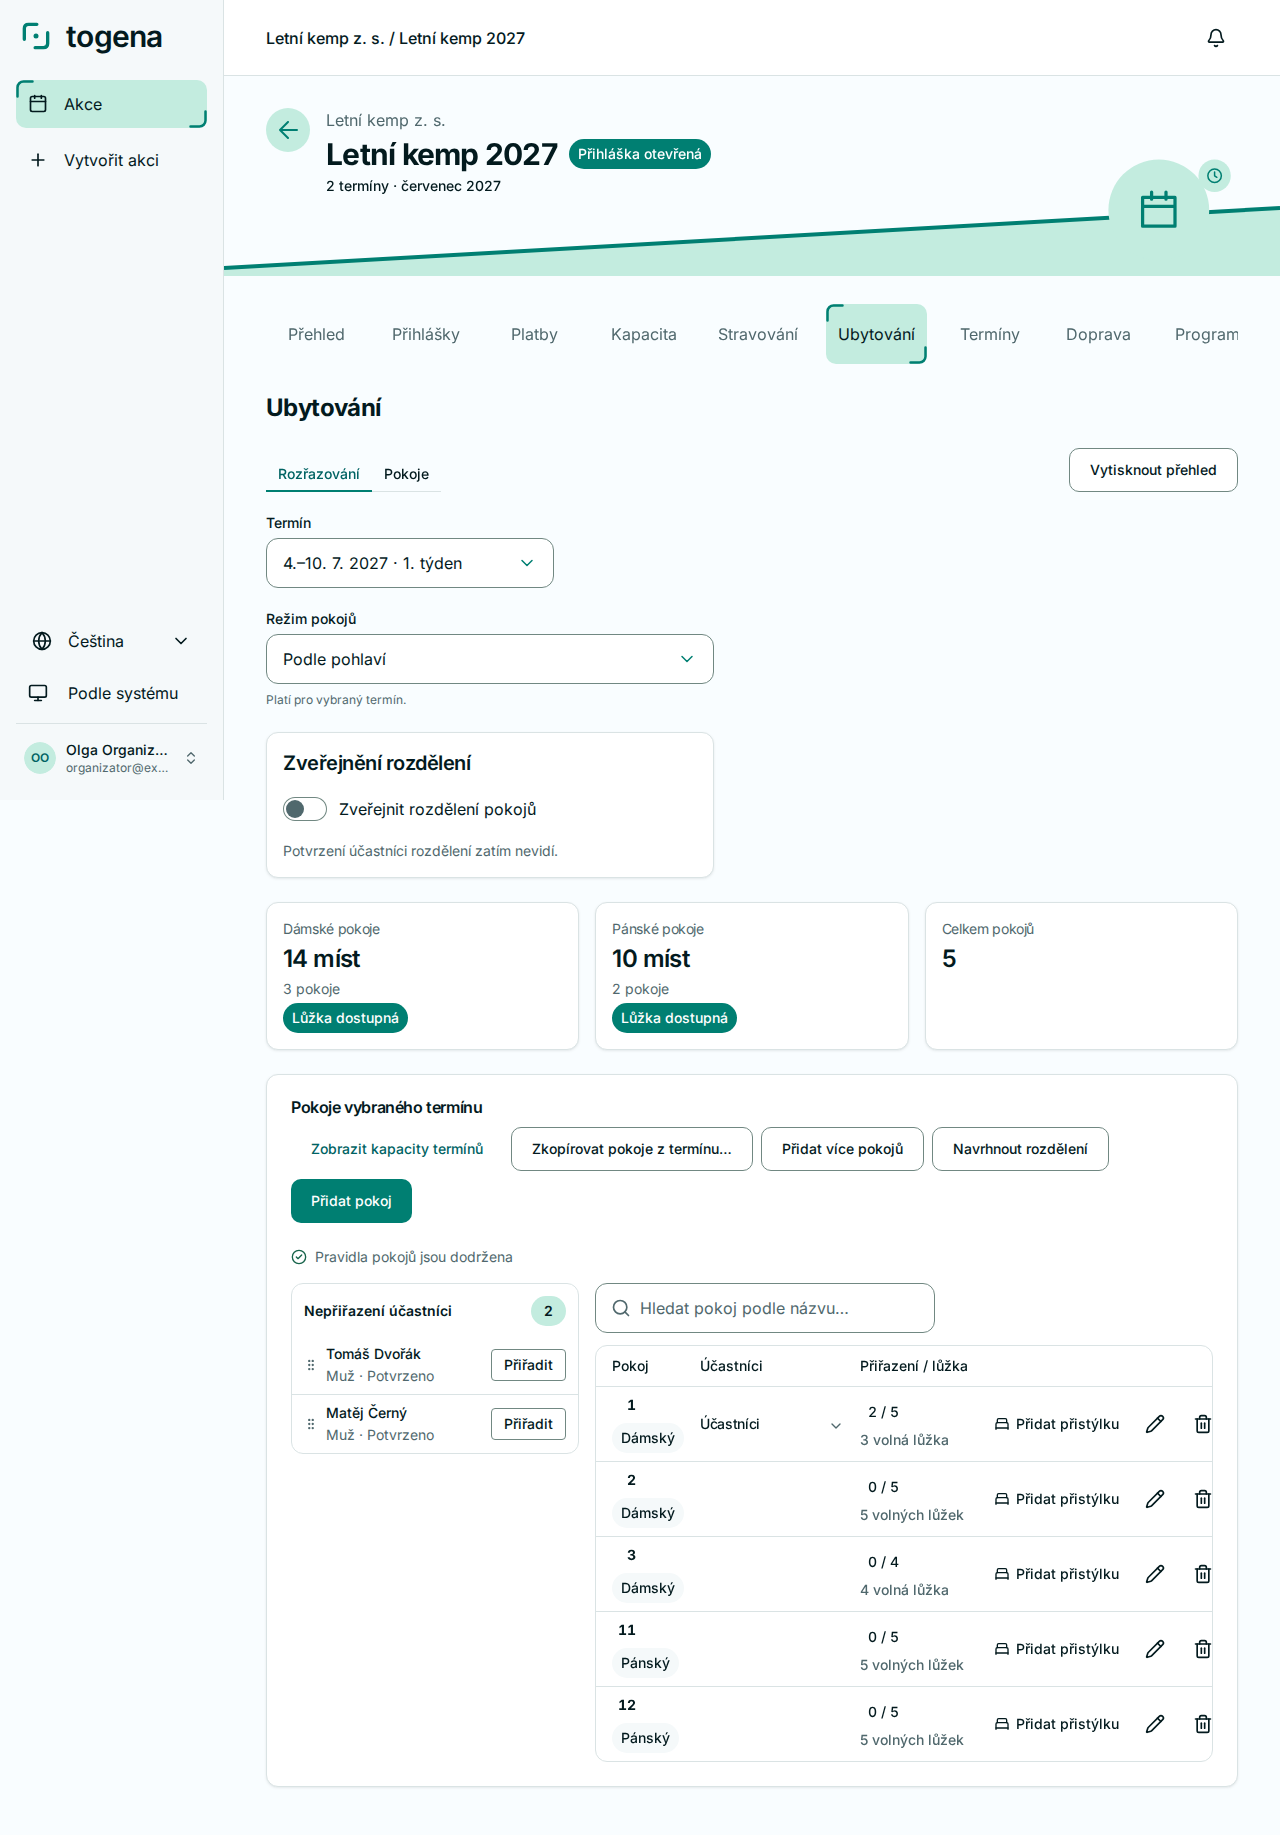 togena
Akce
Vytvořit akci
Čeština
Podle systému
OO
Olga Organiz...
organizator@ex...
Letní kemp z. s. / Letní kemp 2027
Letní kemp z. s.
Letní kemp 2027
Přihláška otevřená
2 termíny · červenec 2027
Přehled
Přihlášky
Platby
Kapacita
Stravování
Ubytování
Termíny
Doprava
Program
Ubytování
Rozřazování
Pokoje
Vytisknout přehled
Termín
4.–10. 7. 2027 · 1. týden
Režim pokojů
Podle pohlaví
Platí pro vybraný termín.
Zveřejnění rozdělení
Zveřejnit rozdělení pokojů
Potvrzení účastníci rozdělení zatím nevidí.
Dámské pokoje
14 míst
3 pokoje
Lůžka dostupná
Pánské pokoje
10 míst
2 pokoje
Lůžka dostupná
Celkem pokojů
5
Pokoje vybraného termínu
Zobrazit kapacity termínů
Zkopírovat pokoje z termínu...
Přidat více pokojů
Navrhnout rozdělení
Přidat pokoj
Pravidla pokojů jsou dodržena
Nepřiřazení účastníci
2
Tomáš Dvořák
Muž · Potvrzeno
Přiřadit
Matěj Černý
Muž · Potvrzeno
Přiřadit
Hledat pokoj podle názvu...
Pokoj
Účastníci
Přiřazení / lůžka
1
Dámský
Účastníci
2 / 5
3 volná lůžka
Přidat přistýlku
2
Dámský
0 / 5
5 volných lůžek
Přidat přistýlku
3
Dámský
0 / 4
4 volná lůžka
Přidat přistýlku
11
Pánský
0 / 5
5 volných lůžek
Přidat přistýlku
12
Pánský
0 / 5
5 volných lůžek
Přidat přistýlku